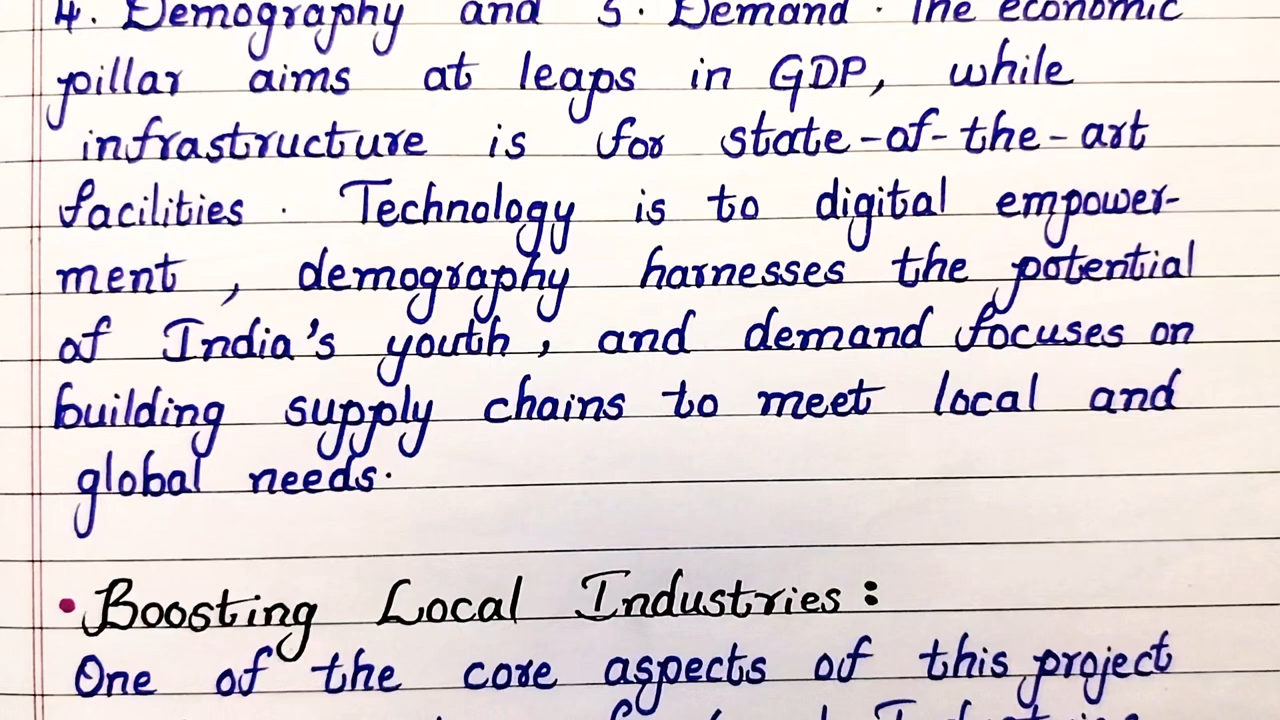 4. Demography and 5. Demand. The economic
pillar aims at leaps in GDP, while
infrastructure is for state-of-the-art
facilities. Technology is to digital empower-
ment, demography harnesses the potential
of India's youth, and demand focuses on
building supply chains to meet local and
global needs.
• Boosting Local Industries:
One of the core aspects of this project